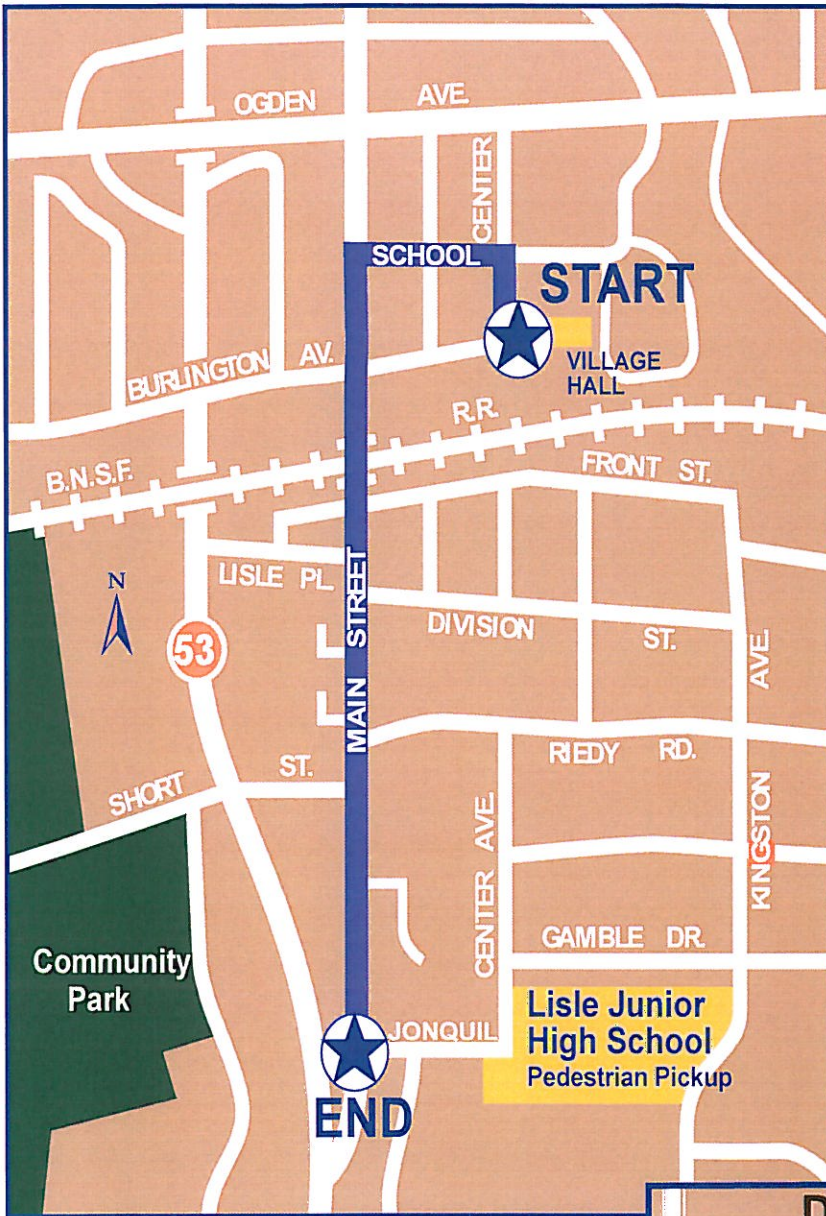 OGDEN AVE.
CENTER
SCHOOL
START
VILLAGE
HALL
BURLINGTON AV.
R.R.
B.N.S.F.
FRONT ST.
N
LISLE PL.
MAIN STREET
DIVISION ST.
53
AVE.
RIEDY RD.
SHORT ST.
KINGSTON
CENTER AVE.
GAMBLE DR.
Community
Park
Lisle Junior
High School
Pedestrian Pickup
JONQUIL
END